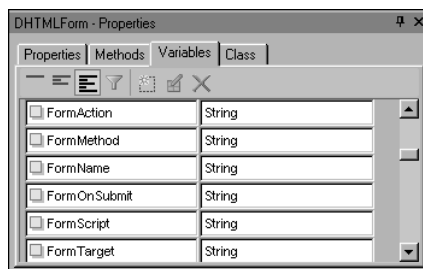 DHTMLForm - Properties
Properties Methods Variables Class
FormAction String
FormMethod String
FormName String
FormOnSubmit String
FormScript String
FormTarget String